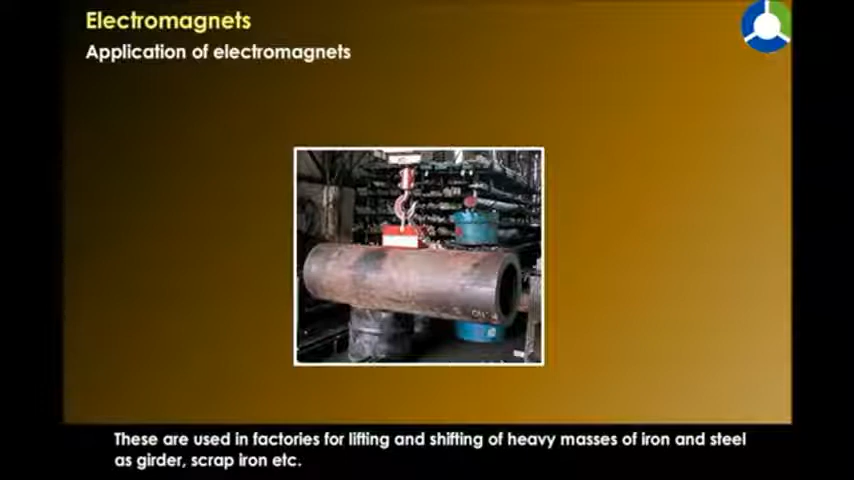 Electromagnets
Application of electromagnets
These are used in factories for lifting and shifting of heavy masses of iron and steel
as girder, scrap iron etc.